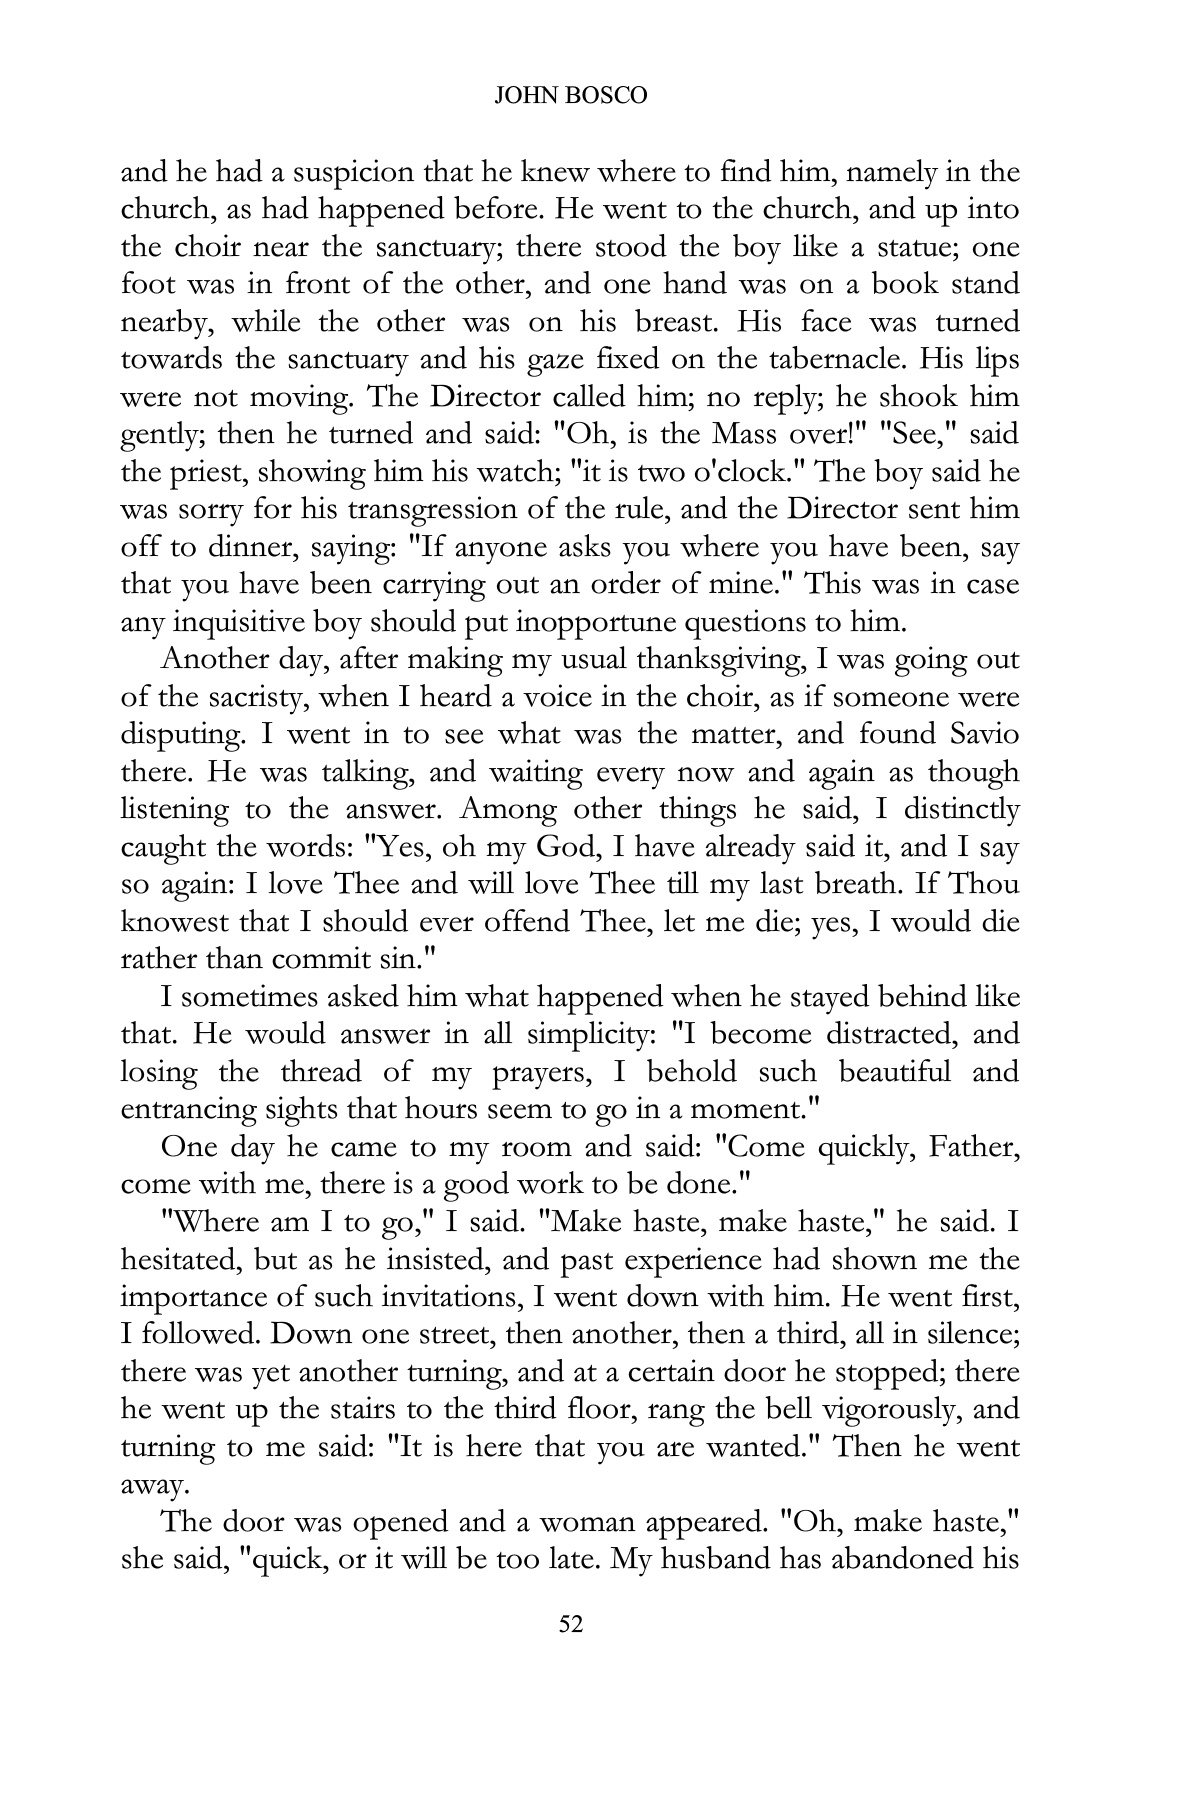 JOHN BOSCO
and he had a suspicion that he knew where to find him, namely in the
church, as had happened before. He went to the church, and up into
the choir near the sanctuary; there stood the boy like a statue; one
foot was in front of the other, and one hand was on a book stand
nearby, while the other was on his breast. His face was turned
towards the sanctuary and his gaze fixed on the tabernacle. His lips
were not moving. The Director called him; no reply; he shook him
gently; then he turned and said: "Oh, is the Mass over!" "See," said
the priest, showing him his watch; "it is two o'clock." The boy said he
was sorry for his transgression of the rule, and the Director sent him
off to dinner, saying: "If anyone asks you where you have been, say
that you have been carrying out an order of mine." This was in case
any inquisitive boy should put inopportune questions to him.
Another day, after making my usual thanksgiving, I was going out
of the sacristy, when I heard a voice in the choir, as if someone were
disputing. I went in to see what was the matter, and found Savio
there. He was talking, and waiting every now and again as though
listening to the answer. Among other things he said, I distinctly
caught the words: "Yes, oh my God, I have already said it, and I say
so again: I love Thee and will love Thee till my last breath. If Thou
knowest that I should ever offend Thee, let me die; yes, I would die
rather than commit sin."
I sometimes asked him what happened when he stayed behind like
that. He would answer in all simplicity: "I become distracted, and
losing the thread of my prayers, I behold such beautiful and
entrancing sights that hours seem to go in a moment."
One day he came to my room and said: "Come quickly, Father,
come with me, there is a good work to be done."
"Where am I to go," I said. "Make haste, make haste," he said. I
hesitated, but as he insisted, and past experience had shown me the
importance of such invitations, I went down with him. He went first,
I followed. Down one street, then another, then a third, all in silence;
there was yet another turning, and at a certain door he stopped; there
he went up the stairs to the third floor, rang the bell vigorously, and
turning to me said: "It is here that you are wanted." Then he went
away.
The door was opened and a woman appeared. "Oh, make haste,"
she said, "quick, or it will be too late. My husband has abandoned his
52